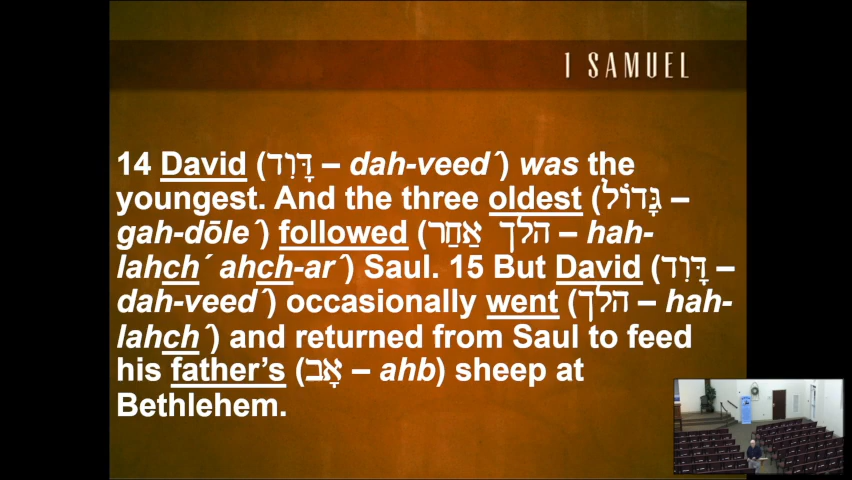 1 SAMUEL
14 David (דָּוִד – dah-veed´) was the
youngest. And the three oldest (גָּדוֹל –
gah-dōle´) followed (הלך אַחַר – hah-
lahch´ ahch-ar´) Saul. 15 But David (דָּוִד –
dah-veed´) occasionally went (הלך – hah-
lahch´) and returned from Saul to feed
his father’s (אָב – ahb) sheep at
Bethlehem.